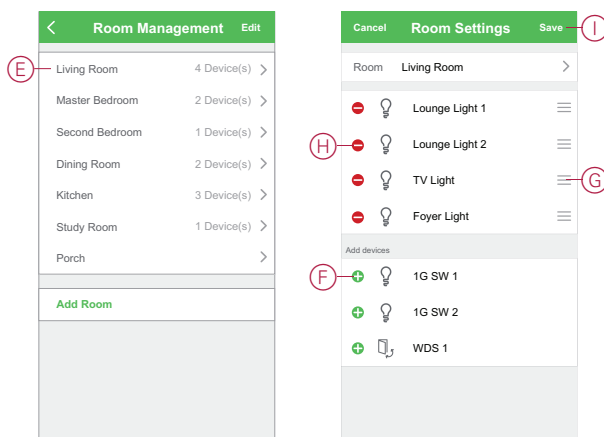 Room Management Edit
E
Living Room 4 Device(s)
Master Bedroom 2 Device(s)
Second Bedroom 1 Device(s)
Dining Room 2 Device(s)
Kitchen 3 Device(s)
Study Room 1 Device(s)
Porch
Add Room
Cancel Room Settings Save
I
Room Living Room
Lounge Light 1
H
Lounge Light 2
TV Light
G
Foyer Light
Add devices
F
1G SW 1
1G SW 2
WDS 1